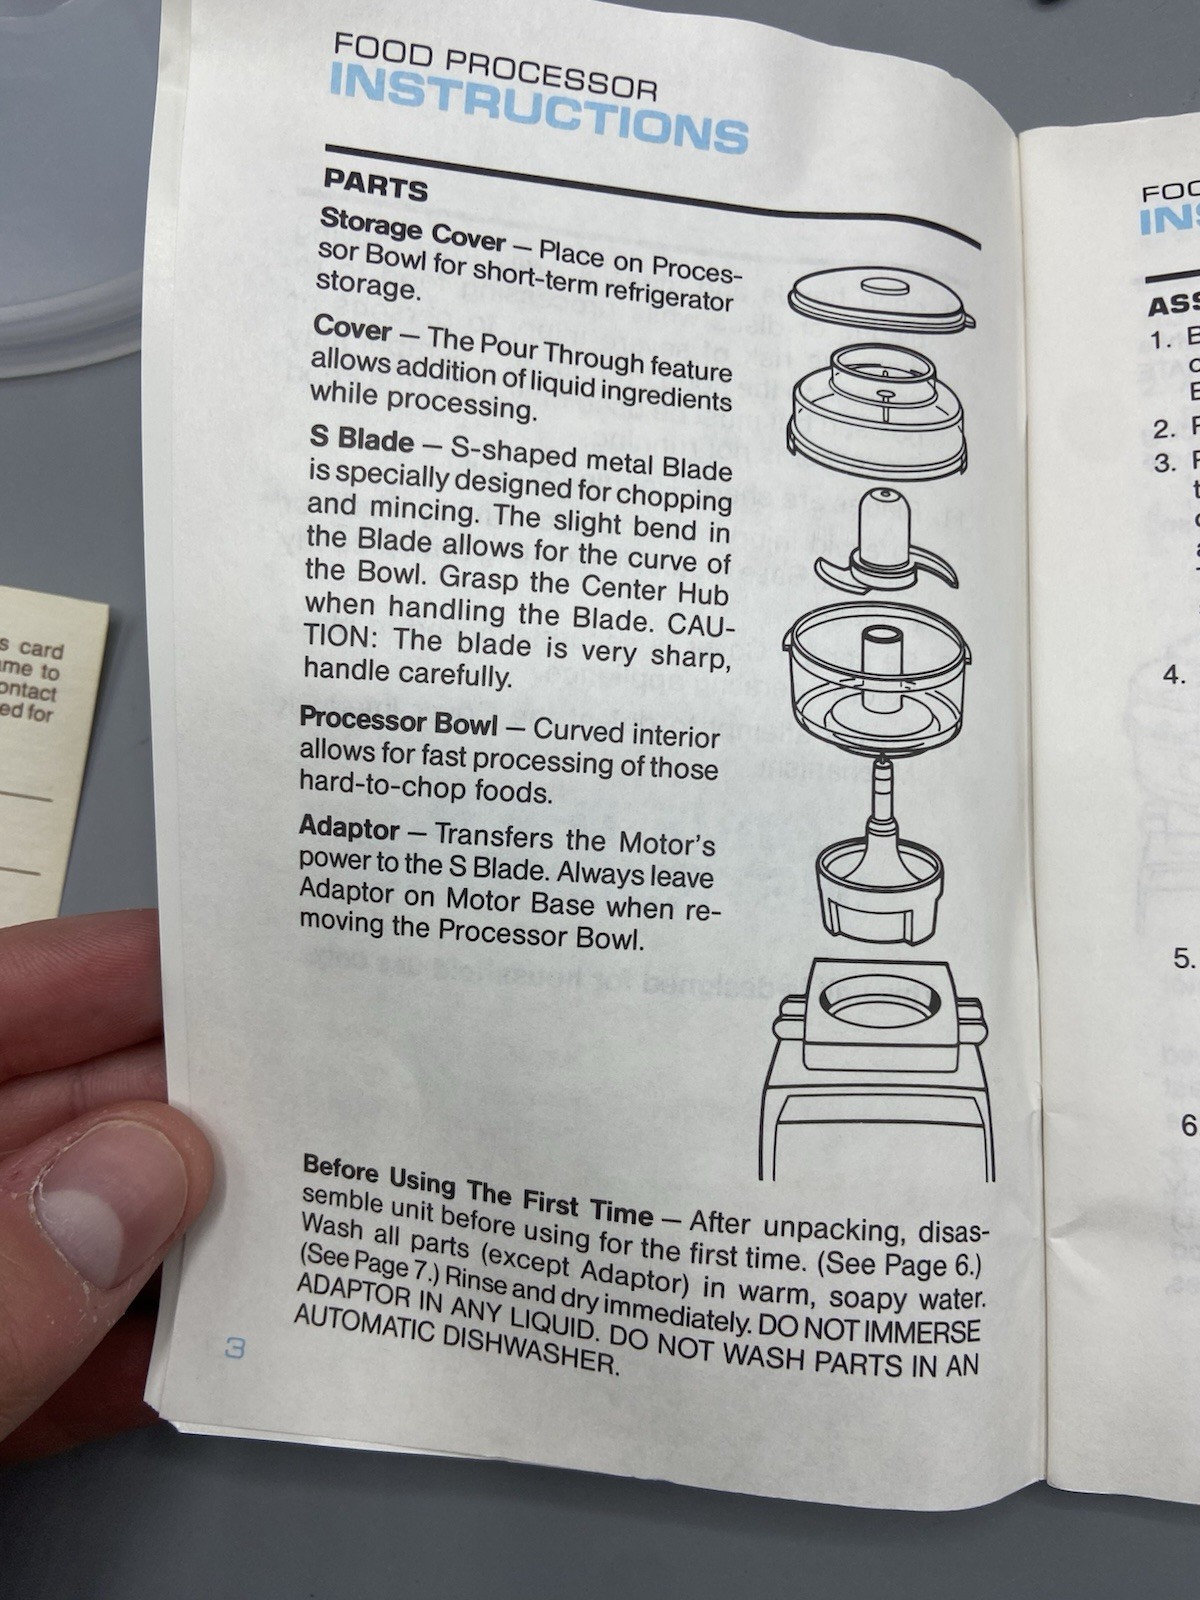 FOOD PROCESSOR
INSTRUCTIONS
PARTS
Storage Cover — Place on Proces-
sor Bowl for short-term refrigerator
storage.
Cover — The Pour Through feature
allows addition of liquid ingredients
while processing.
S Blade — S-shaped metal Blade
is specially designed for chopping
and mincing. The slight bend in
the Blade allows for the curve of
the Bowl. Grasp the Center Hub
when handling the Blade. CAU-
TION: The blade is very sharp,
handle carefully.
Processor Bowl — Curved interior
allows for fast processing of those
hard-to-chop foods.
Adaptor — Transfers the Motor's
power to the S Blade. Always leave
Adaptor on Motor Base when re-
moving the Processor Bowl.
Before Using The First Time — After unpacking, disas-
semble unit before using for the first time. (See Page 6.)
Wash all parts (except Adaptor) in warm, soapy water.
(See Page 7.) Rinse and dry immediately. DO NOT IMMERSE
ADAPTOR IN ANY LIQUID. DO NOT WASH PARTS IN AN
AUTOMATIC DISHWASHER.
3
s card
ame to
ontact
ed for
FOO
INS
ASS
1. B
2. F
3. F
4.
5.
6